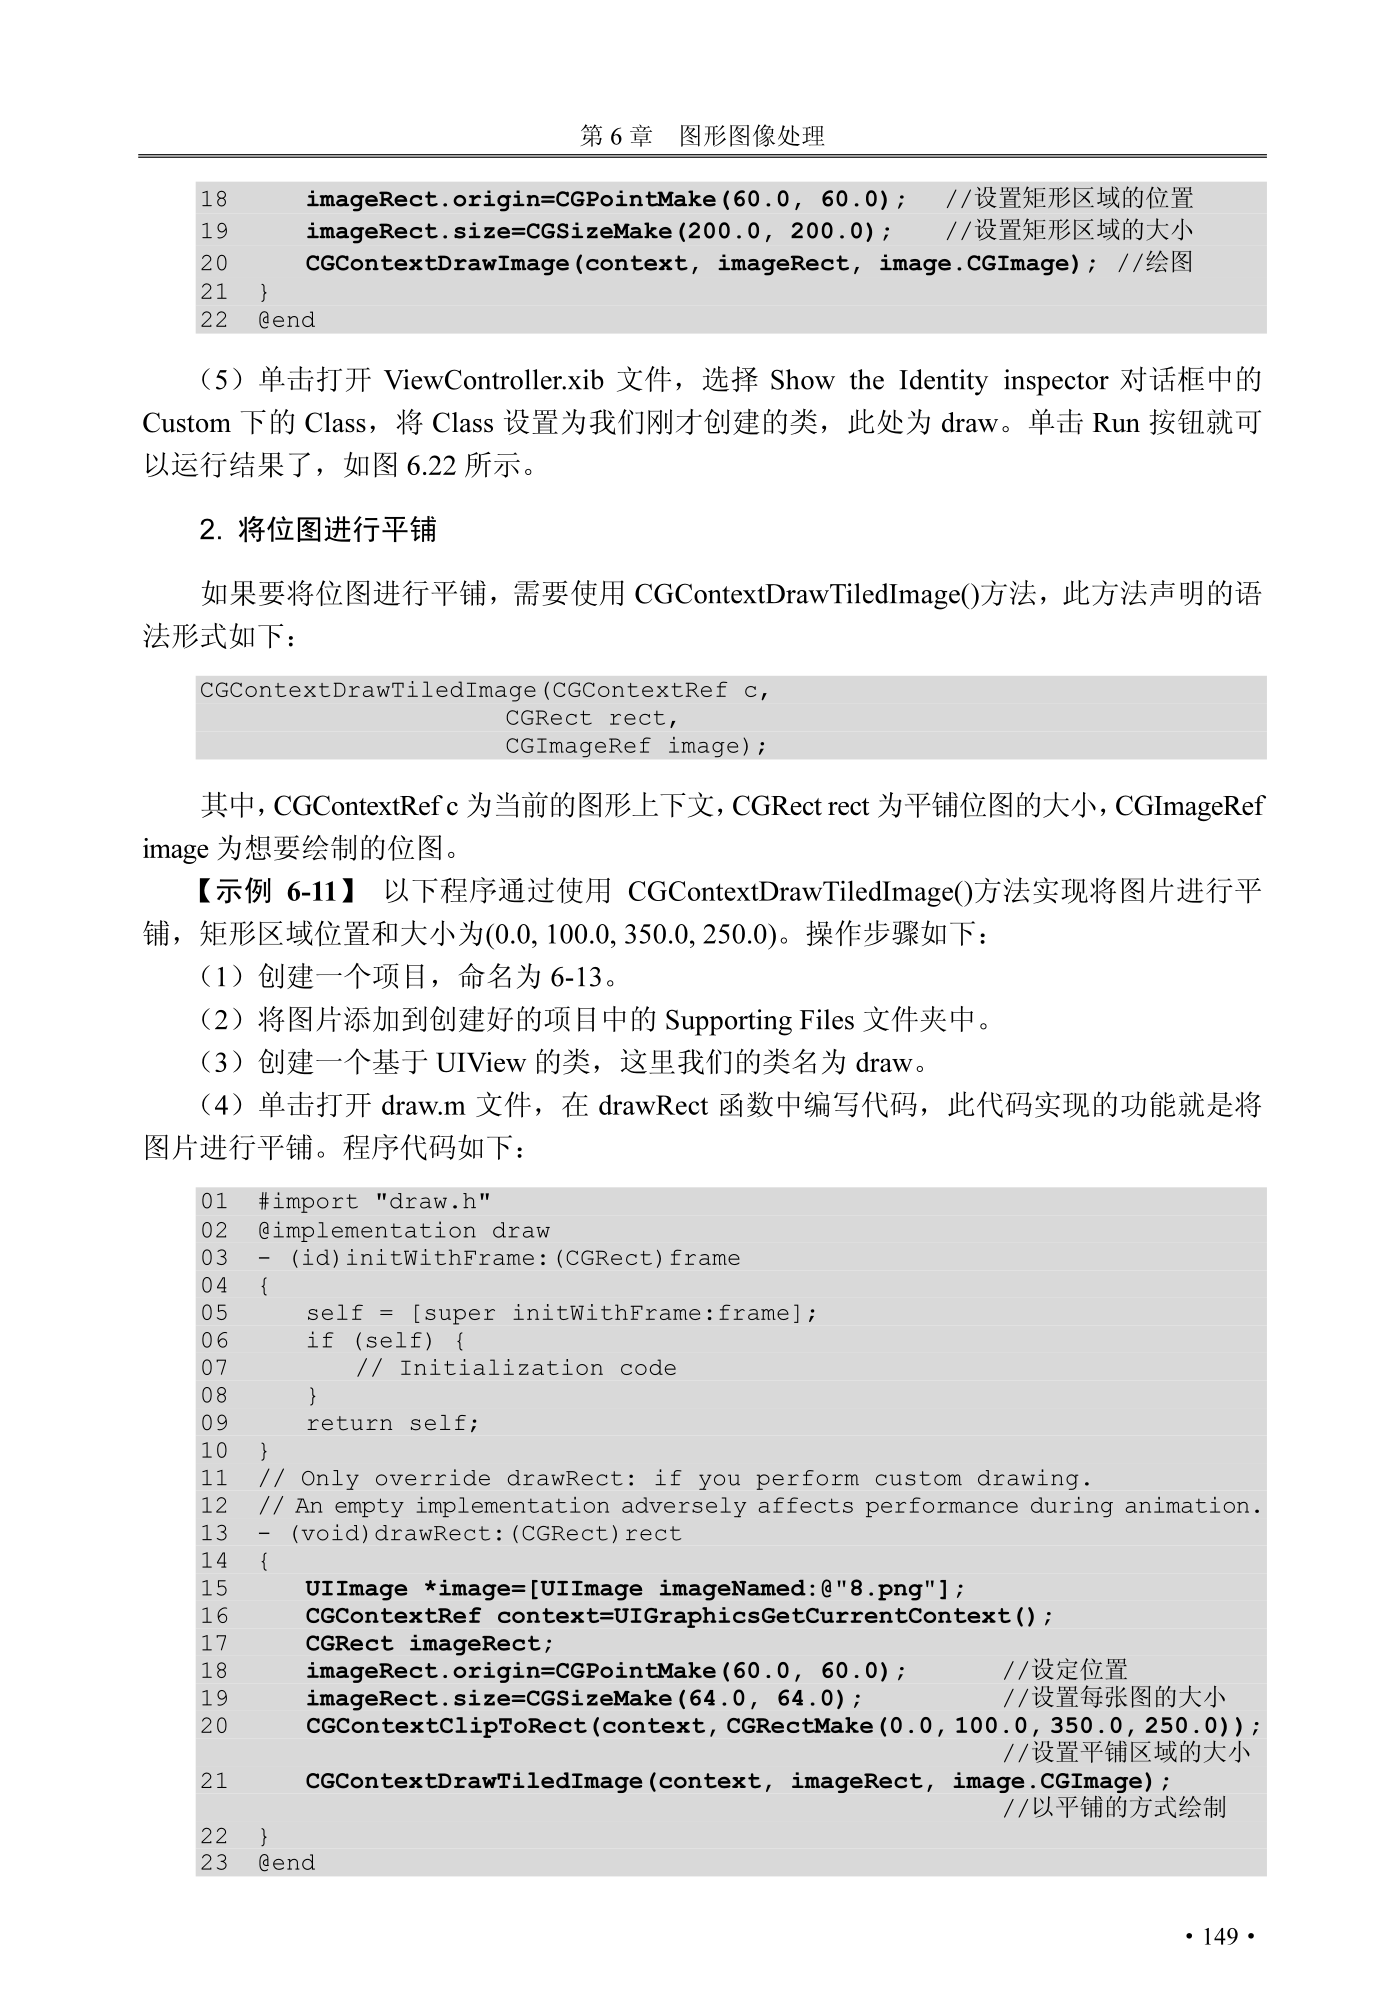 第 6 章　图形图像处理
18 imageRect.origin=CGPointMake(60.0, 60.0); //设置矩形区域的位置
19 imageRect.size=CGSizeMake(200.0, 200.0); //设置矩形区域的大小
20 CGContextDrawImage(context, imageRect, image.CGImage); //绘图
21 }
22 @end
（5）单击打开 ViewController.xib 文件，选择 Show the Identity inspector 对话框中的
Custom 下的 Class，将 Class 设置为我们刚才创建的类，此处为 draw。单击 Run 按钮就可
以运行结果了，如图 6.22 所示。
2. 将位图进行平铺
如果要将位图进行平铺，需要使用 CGContextDrawTiledImage()方法，此方法声明的语
法形式如下：
CGContextDrawTiledImage(CGContextRef c,
CGRect rect,
CGImageRef image);
其中，CGContextRef c 为当前的图形上下文，CGRect rect 为平铺位图的大小，CGImageRef
image 为想要绘制的位图。
【示例 6-11】 以下程序通过使用 CGContextDrawTiledImage()方法实现将图片进行平
铺，矩形区域位置和大小为(0.0, 100.0, 350.0, 250.0)。操作步骤如下：
（1）创建一个项目，命名为 6-13。
（2）将图片添加到创建好的项目中的 Supporting Files 文件夹中。
（3）创建一个基于 UIView 的类，这里我们的类名为 draw。
（4）单击打开 draw.m 文件，在 drawRect 函数中编写代码，此代码实现的功能就是将
图片进行平铺。程序代码如下：
01 #import "draw.h"
02 @implementation draw
03 - (id)initWithFrame:(CGRect)frame
04 {
05 self = [super initWithFrame:frame];
06 if (self) {
07 // Initialization code
08 }
09 return self;
10 }
11 // Only override drawRect: if you perform custom drawing.
12 // An empty implementation adversely affects performance during animation.
13 - (void)drawRect:(CGRect)rect
14 {
15 UIImage *image=[UIImage imageNamed:@"8.png"];
16 CGContextRef context=UIGraphicsGetCurrentContext();
17 CGRect imageRect;
18 imageRect.origin=CGPointMake(60.0, 60.0); //设定位置
19 imageRect.size=CGSizeMake(64.0, 64.0); //设置每张图的大小
20 CGContextClipToRect(context,CGRectMake(0.0,100.0,350.0,250.0));
//设置平铺区域的大小
21 CGContextDrawTiledImage(context, imageRect, image.CGImage);
//以平铺的方式绘制
22 }
23 @end
• 149 •